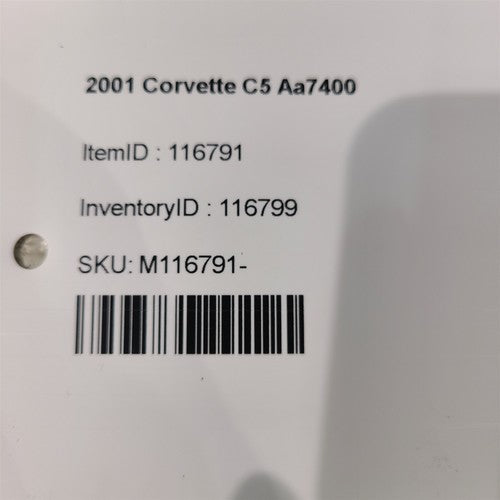 2001 Corvette C5 Aa7400
ItemID : 116791
InventoryID : 116799
SKU: M116791-